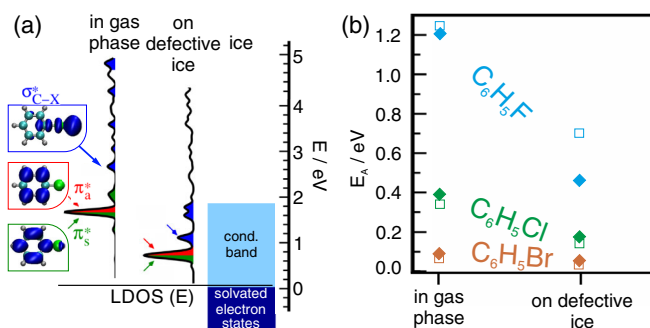 (a)
in gas
phase
on
defective
ice
ice
σ*C-X
π*a
π*s
5
4
3
2
1
0
E / eV
cond.
band
LDOS (E)
solvated
electron
states
(b)
1.2
1.0
0.8
0.6
0.4
0.2
0.0
E_A / eV
C6H5F
C6H5Cl
C6H5Br
in gas
phase
on defective
ice